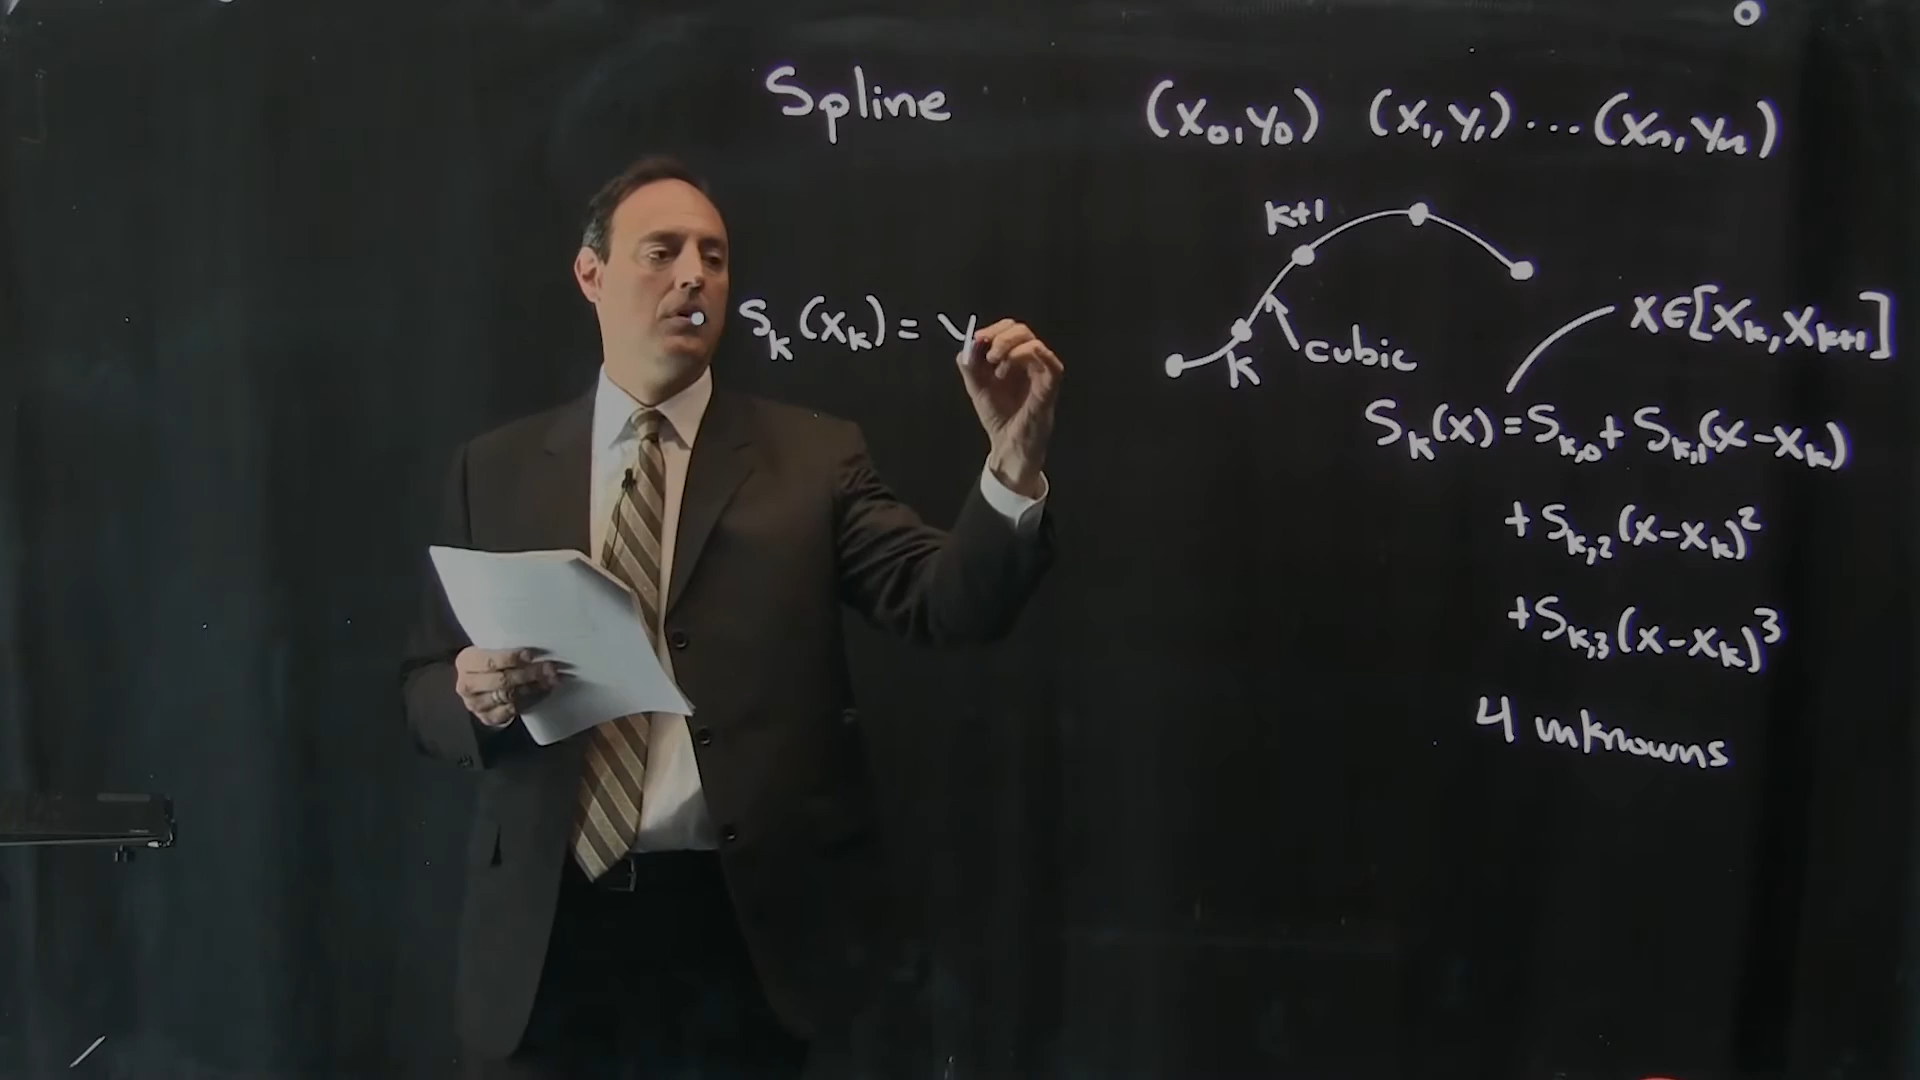 Spline
(x₀,y₀) (x₁,y₁)...(xₙ,yₙ)
k+1
k
cubic
x∈[xₖ,xₖ₊₁]
Sₖ(xₖ)=y
Sₖ(x)=Sₖ,₀+Sₖ,₁(x-xₖ)
+Sₖ,₂(x-xₖ)²
+Sₖ,₃(x-xₖ)³
4 unknowns